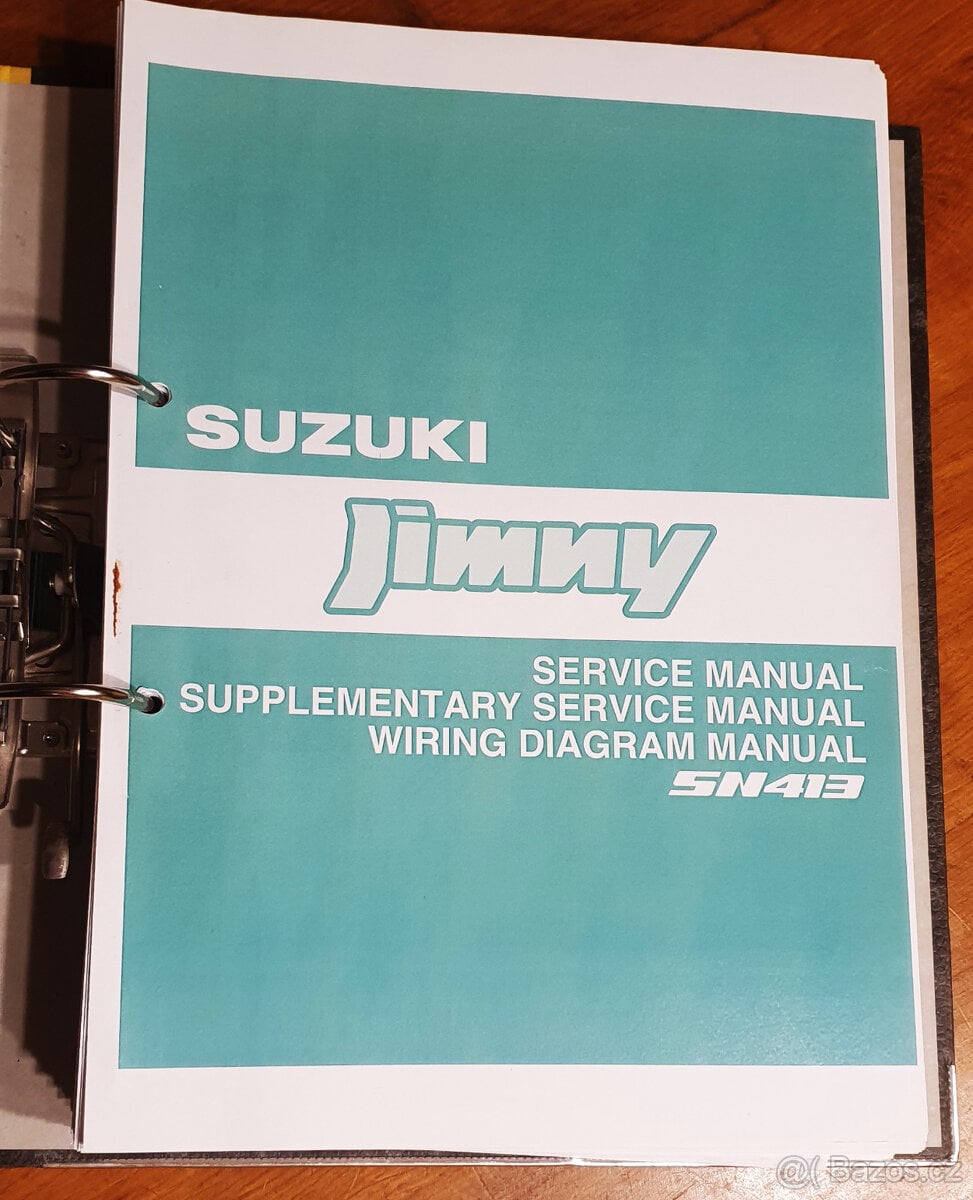 SUZUKI
Jimny
SERVICE MANUAL
SUPPLEMENTARY SERVICE MANUAL
WIRING DIAGRAM MANUAL
SN413
@( Bazos.cz